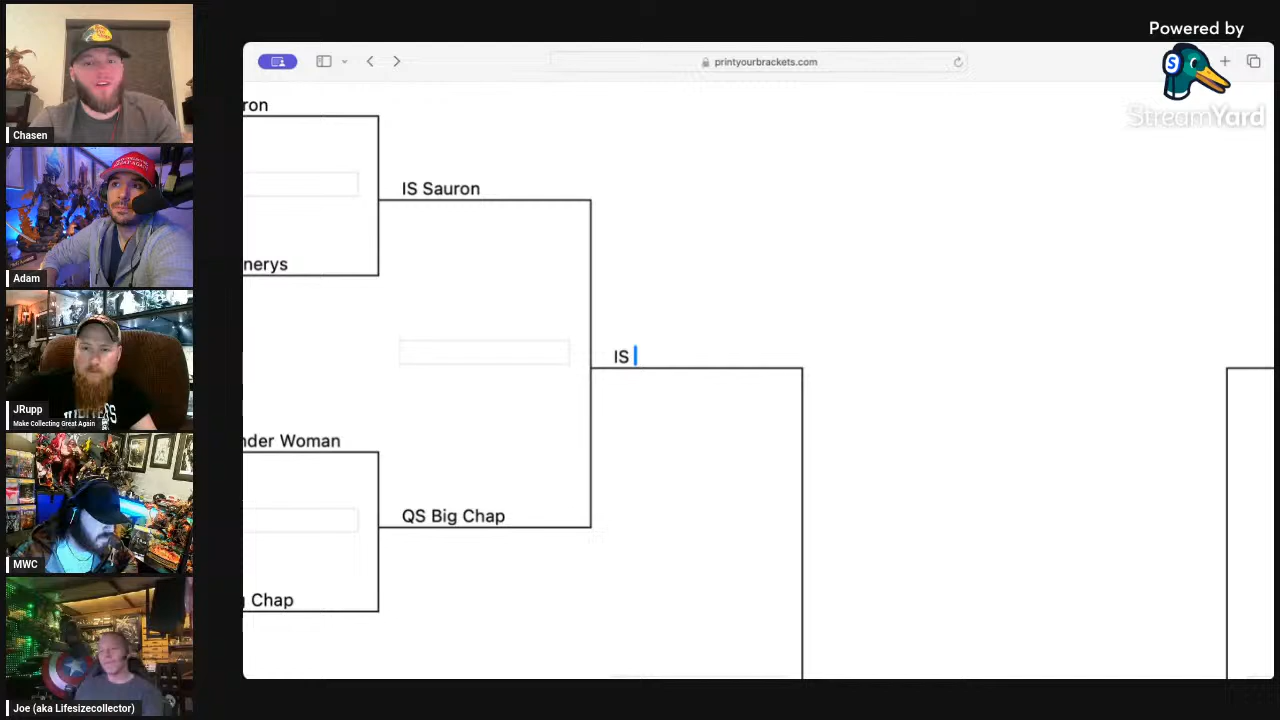 Powered by
StreamYard
printyourbrackets.com
ron
IS Sauron
nerys
IS
nder Woman
QS Big Chap
Chap
Chasen
Adam
JRupp
Make Collecting Great Again
MWC
Joe (aka Lifesizecollector)